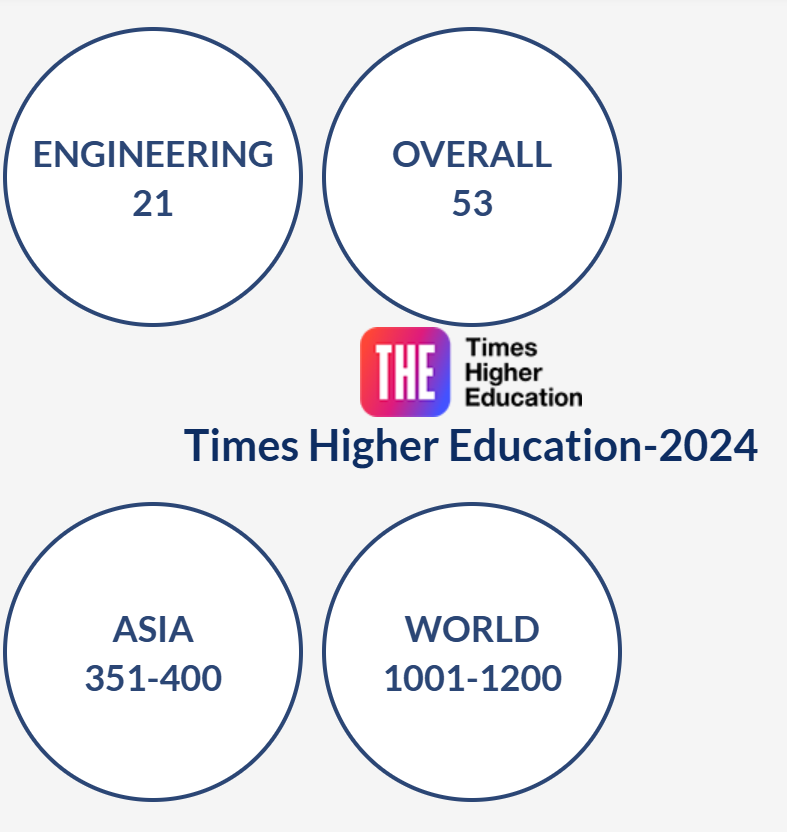 ENGINEERING
21
OVERALL
53
THE
Times
Higher
Education
Times Higher Education-2024
ASIA
351-400
WORLD
1001-1200